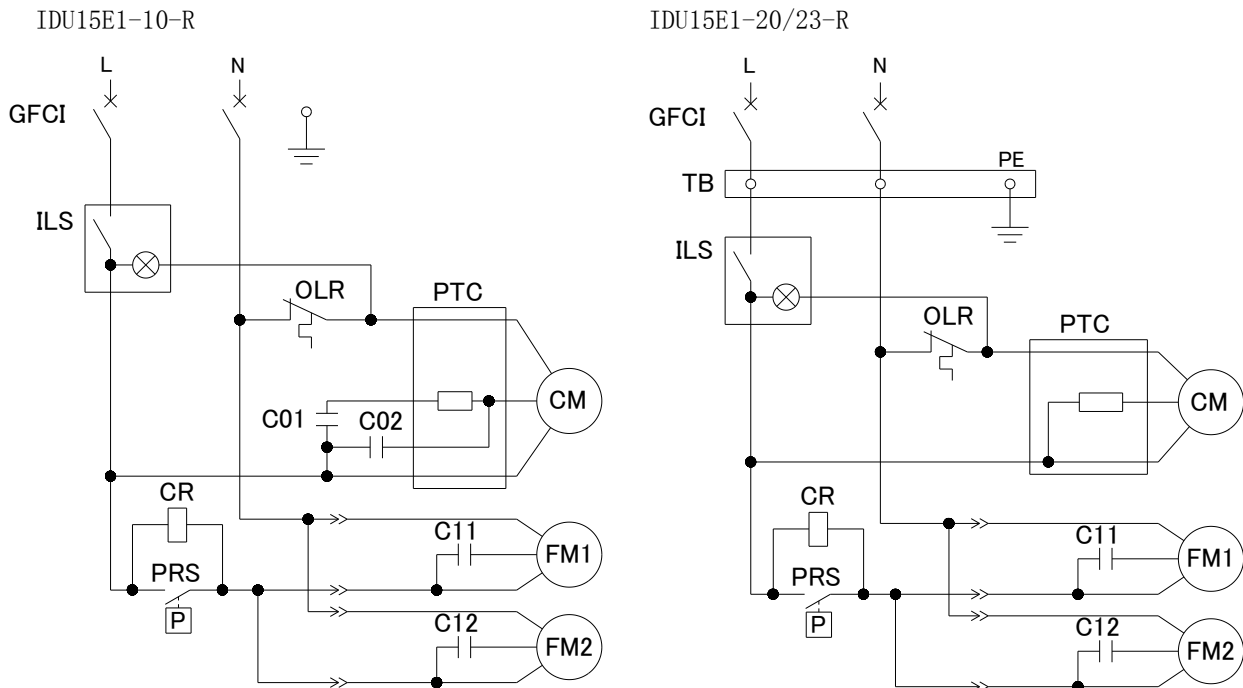 IDU15E1-10-R
L
N
GFCI
ILS
OLR
PTC
C01
C02
CM
CR
PRS
P
C11
FM1
C12
FM2
IDU15E1-20/23-R
L
N
GFCI
PE
TB
ILS
OLR
PTC
CM
CR
PRS
P
C11
FM1
C12
FM2